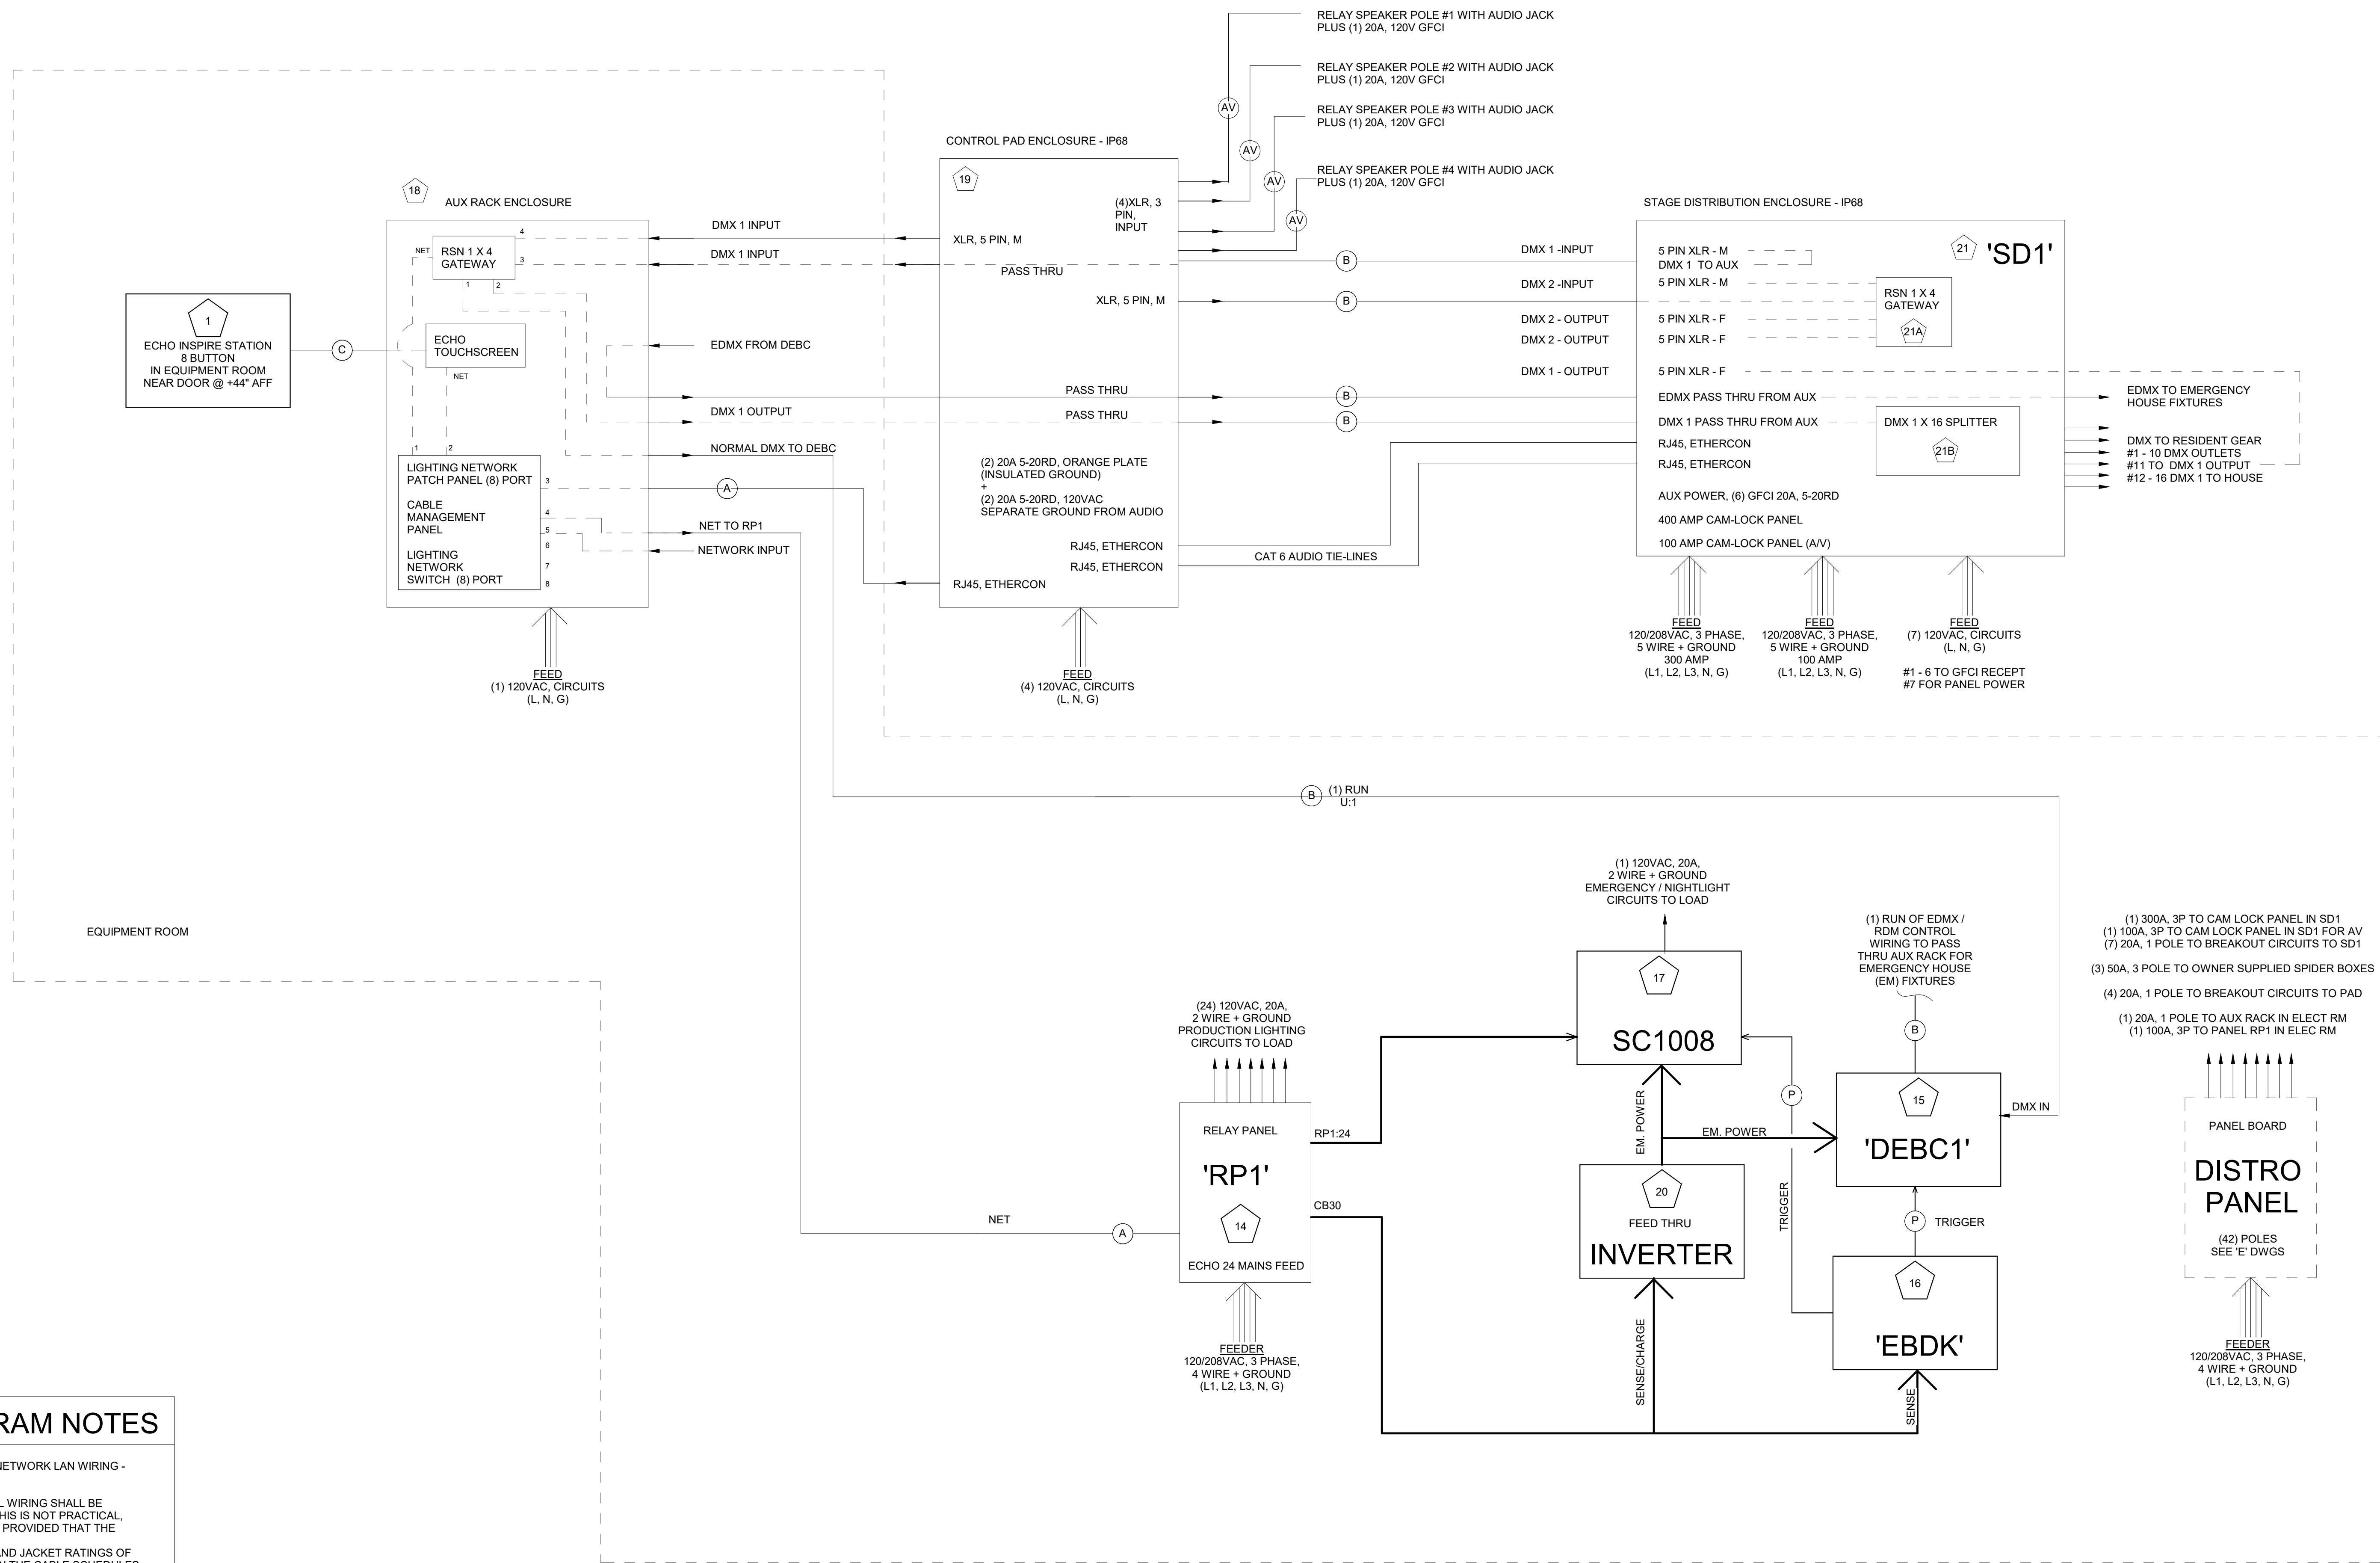 RELAY SPEAKER POLE #1 WITH AUDIO JACK
PLUS (1) 20A, 120V GFCI
RELAY SPEAKER POLE #2 WITH AUDIO JACK
PLUS (1) 20A, 120V GFCI
RELAY SPEAKER POLE #3 WITH AUDIO JACK
PLUS (1) 20A, 120V GFCI
RELAY SPEAKER POLE #4 WITH AUDIO JACK
PLUS (1) 20A, 120V GFCI
AV
AV
AV
AV
1
ECHO INSPIRE STATION
8 BUTTON
IN EQUIPMENT ROOM
NEAR DOOR @ +44" AFF
C
18
AUX RACK ENCLOSURE
NET
RSN 1 X 4
GATEWAY
4
3
1
2
ECHO
TOUCHSCREEN
NET
1
2
LIGHTING NETWORK
PATCH PANEL (8) PORT
CABLE
MANAGEMENT
PANEL
LIGHTING
NETWORK
SWITCH (8) PORT
3
4
5
6
7
8
FEED
(1) 120VAC, CIRCUITS
(L, N, G)
DMX 1 INPUT
DMX 1 INPUT
EDMX FROM DEBC
DMX 1 OUTPUT
NORMAL DMX TO DEBC
A
NET TO RP1
NETWORK INPUT
CONTROL PAD ENCLOSURE - IP68
19
(4)XLR, 3
PIN,
INPUT
XLR, 5 PIN, M
PASS THRU
XLR, 5 PIN, M
PASS THRU
PASS THRU
(2) 20A 5-20RD, ORANGE PLATE
(INSULATED GROUND)
+
(2) 20A 5-20RD, 120VAC
SEPARATE GROUND FROM AUDIO
RJ45, ETHERCON
RJ45, ETHERCON
RJ45, ETHERCON
FEED
(4) 120VAC, CIRCUITS
(L, N, G)
B
B
B
B
CAT 6 AUDIO TIE-LINES
DMX 1 -INPUT
DMX 2 -INPUT
DMX 2 - OUTPUT
DMX 2 - OUTPUT
DMX 1 - OUTPUT
STAGE DISTRIBUTION ENCLOSURE - IP68
21
'SD1'
5 PIN XLR - M
DMX 1 TO AUX
5 PIN XLR - M
5 PIN XLR - F
5 PIN XLR - F
5 PIN XLR - F
RSN 1 X 4
GATEWAY
21A
EDMX PASS THRU FROM AUX
DMX 1 PASS THRU FROM AUX
DMX 1 X 16 SPLITTER
21B
RJ45, ETHERCON
RJ45, ETHERCON
AUX POWER, (6) GFCI 20A, 5-20RD
400 AMP CAM-LOCK PANEL
100 AMP CAM-LOCK PANEL (A/V)
EDMX TO EMERGENCY
HOUSE FIXTURES
DMX TO RESIDENT GEAR
#1 - 10 DMX OUTLETS
#11 TO DMX 1 OUTPUT
#12 - 16 DMX 1 TO HOUSE
FEED
120/208VAC, 3 PHASE,
5 WIRE + GROUND
300 AMP
(L1, L2, L3, N, G)
FEED
120/208VAC, 3 PHASE,
5 WIRE + GROUND
100 AMP
(L1, L2, L3, N, G)
FEED
(7) 120VAC, CIRCUITS
(L, N, G)
#1 - 6 TO GFCI RECEPT
#7 FOR PANEL POWER
B
(1) RUN
U:1
EQUIPMENT ROOM
(1) 120VAC, 20A,
2 WIRE + GROUND
EMERGENCY / NIGHTLIGHT
CIRCUITS TO LOAD
17
SC1008
(1) RUN OF EDMX /
RDM CONTROL
WIRING TO PASS
THRU AUX RACK FOR
EMERGENCY HOUSE
(EM) FIXTURES
B
15
'DEBC1'
DMX IN
(1) 300A, 3P TO CAM LOCK PANEL IN SD1
(1) 100A, 3P TO CAM LOCK PANEL IN SD1 FOR AV
(7) 20A, 1 POLE TO BREAKOUT CIRCUITS TO SD1
(3) 50A, 3 POLE TO OWNER SUPPLIED SPIDER BOXES
(4) 20A, 1 POLE TO BREAKOUT CIRCUITS TO PAD
(1) 20A, 1 POLE TO AUX RACK IN ELECT RM
(1) 100A, 3P TO PANEL RP1 IN ELEC RM
PANEL BOARD
DISTRO
PANEL
(42) POLES
SEE 'E' DWGS
FEEDER
120/208VAC, 3 PHASE,
4 WIRE + GROUND
(L1, L2, L3, N, G)
(24) 120VAC, 20A,
2 WIRE + GROUND
PRODUCTION LIGHTING
CIRCUITS TO LOAD
RELAY PANEL
'RP1'
14
ECHO 24 MAINS FEED
RP1:24
CB30
FEEDER
120/208VAC, 3 PHASE,
4 WIRE + GROUND
(L1, L2, L3, N, G)
NET
A
EM. POWER
EM. POWER
P
TRIGGER
20
FEED THRU
INVERTER
SENSE/CHARGE
P
TRIGGER
16
'EBDK'
SENSE
RAM NOTES
NETWORK LAN WIRING -
L WIRING SHALL BE
THIS IS NOT PRACTICAL,
PROVIDED THAT THE
AND JACKET RATINGS OF
N THE CABLE SCHEDULES